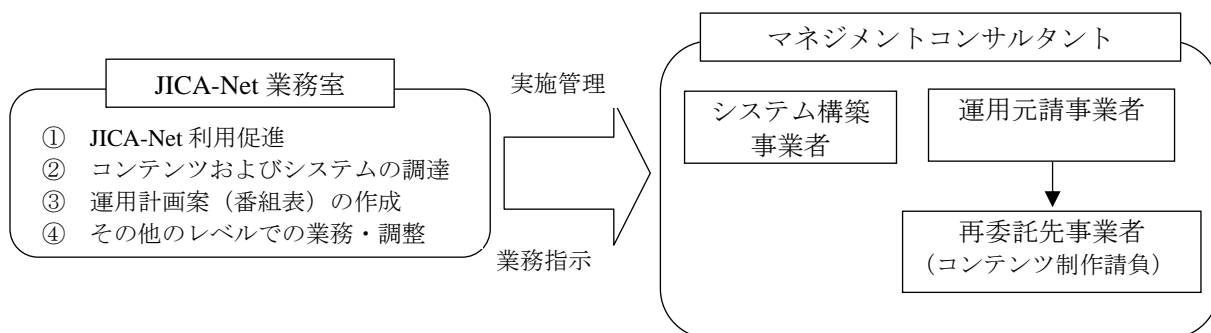 JICA-Net 業務室
① JICA-Net 利用促進
② コンテンツおよびシステムの調達
③ 運用計画案（番組表）の作成
④ その他のレベルでの業務・調整
実施管理
業務指示
マネジメントコンサルタント
システム構築
事業者
運用元請事業者
再委託先事業者
（コンテンツ制作請負）